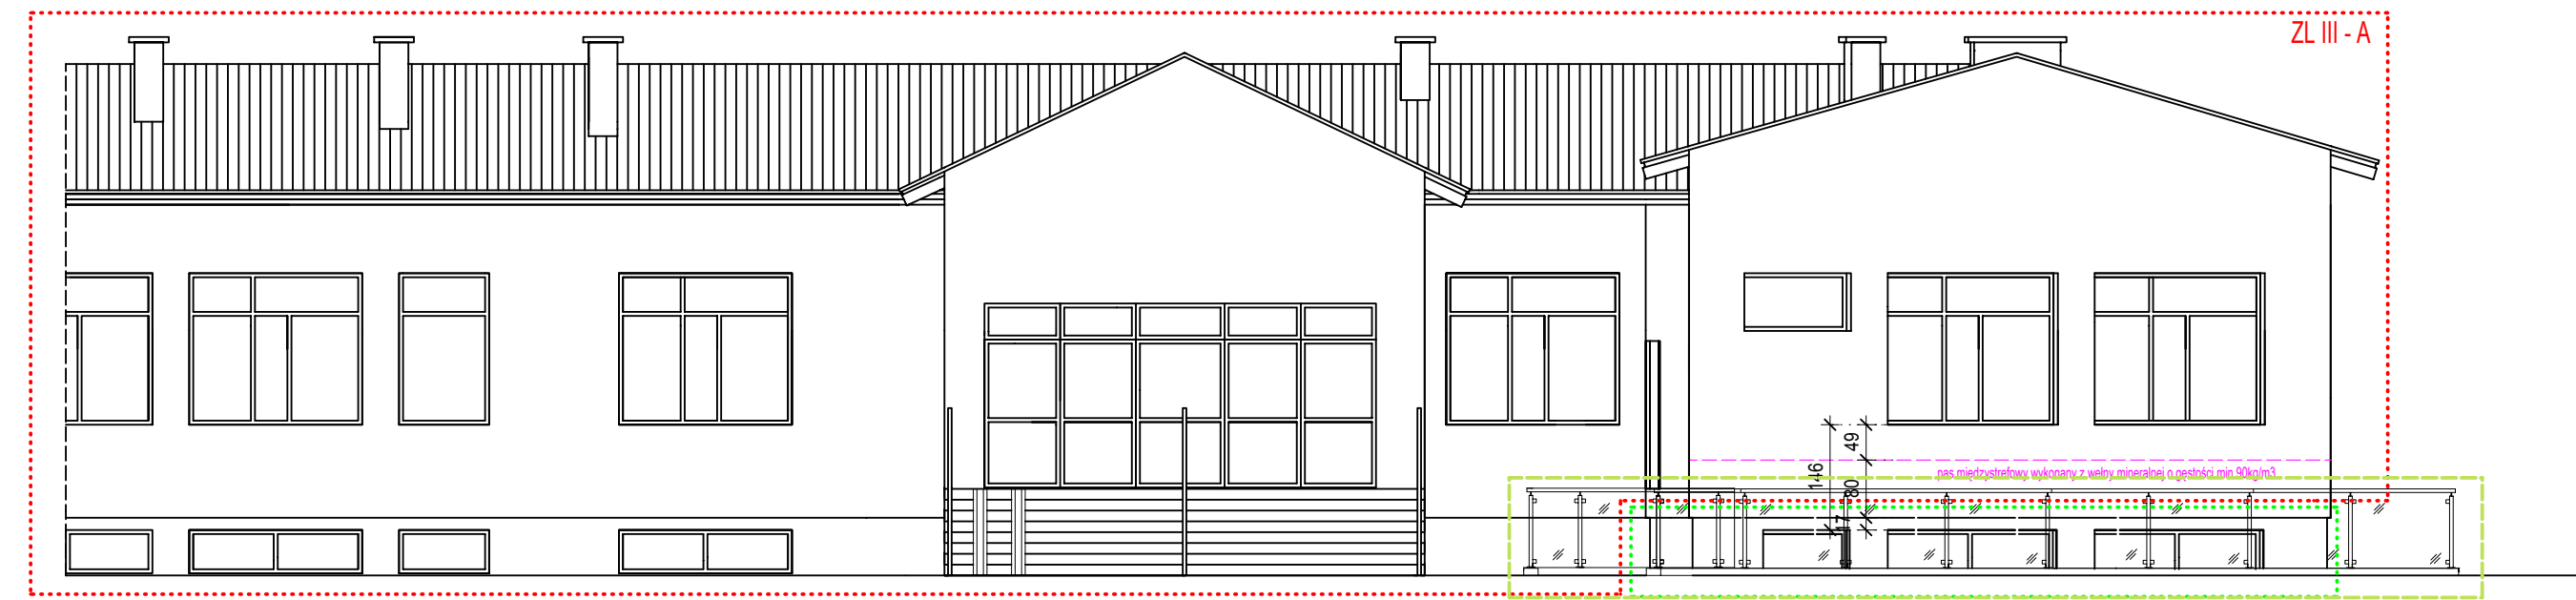 ZL III - A
49
146
pas międzystrefowy wykonany z wełny mineralnej o gęstości min 90kg/m3
80
17